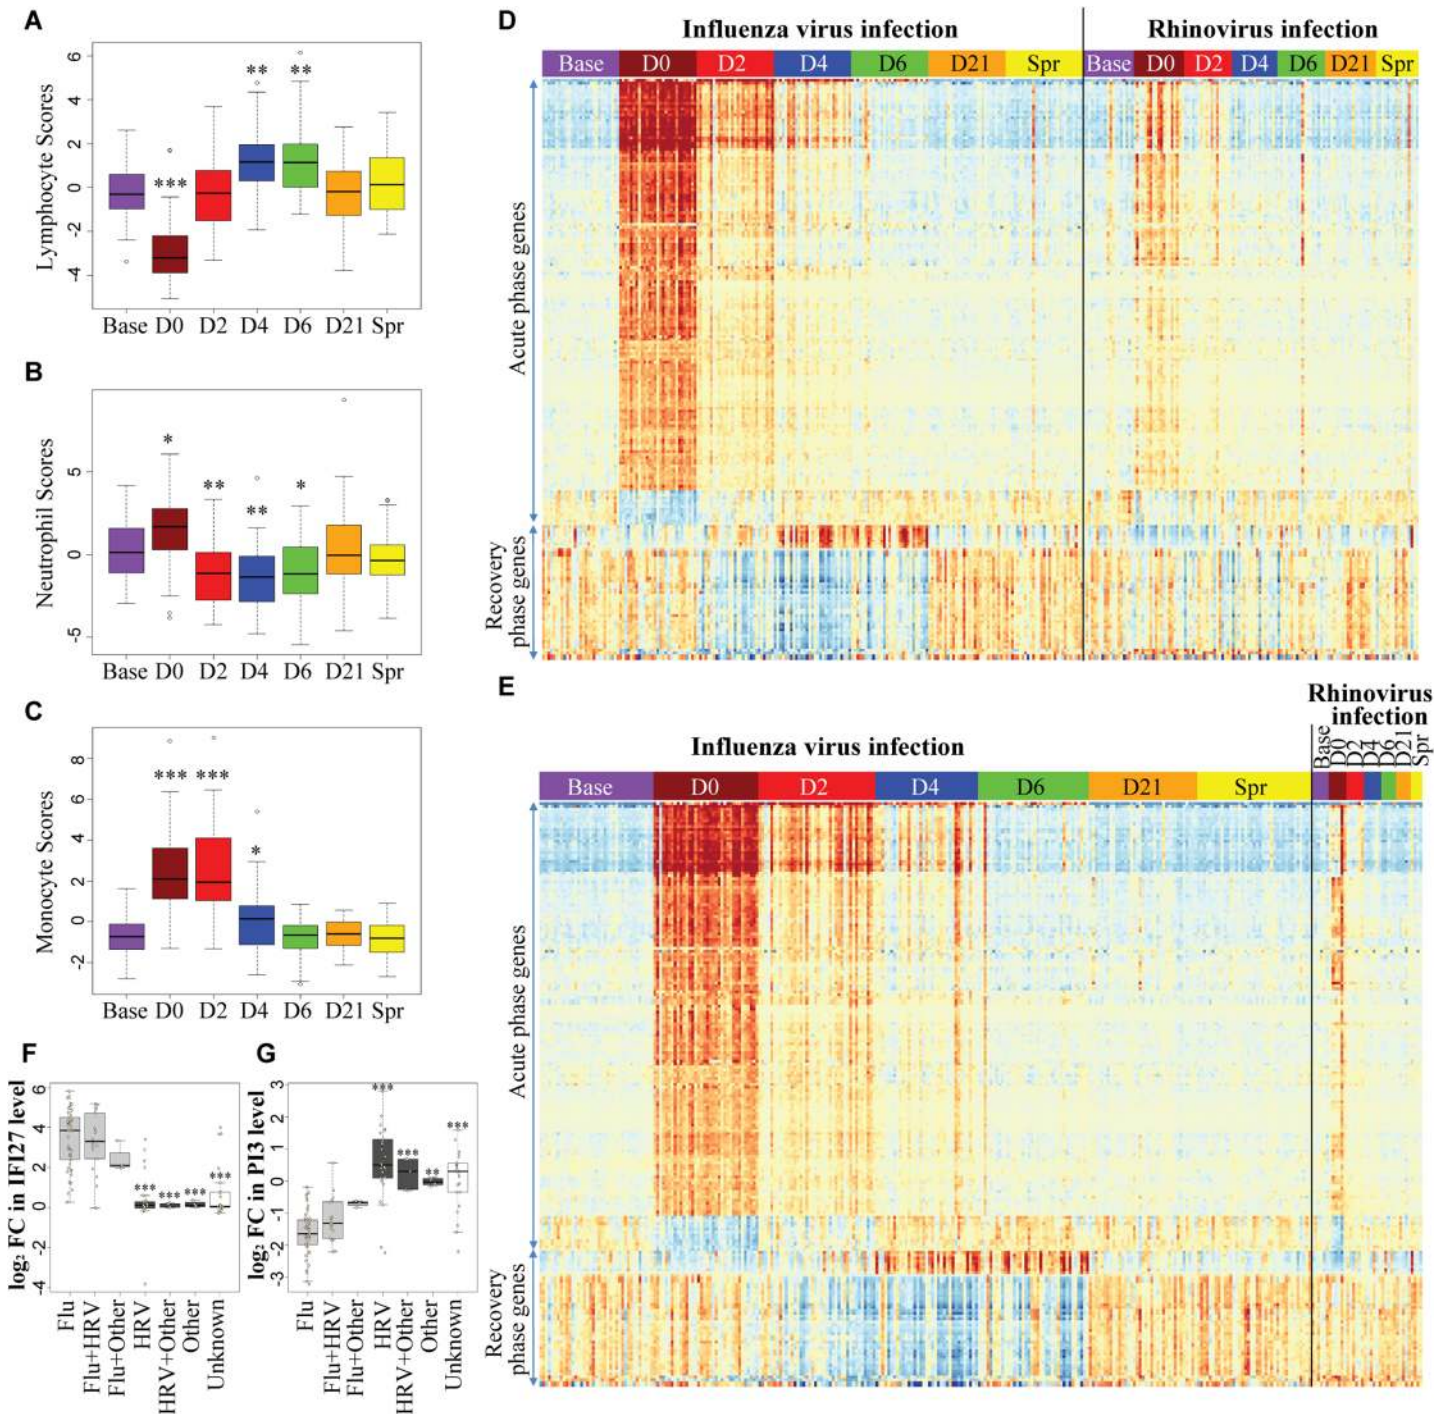 A
Lymphocyte Scores
6
4
2
0
-2
-4
***
**
**
Base D0 D2 D4 D6 D21 Spr
B
Neutrophil Scores
5
0
-5
*
**
**
*
Base D0 D2 D4 D6 D21 Spr
C
Monocyte Scores
8
6
4
2
0
-2
***
***
*
Base D0 D2 D4 D6 D21 Spr
D
Influenza virus infection
Rhinovirus infection
Base D0 D2 D4 D6 D21 Spr
Base D0 D2 D4 D6 D21 Spr
Acute phase genes
Recovery
phase genes
E
Influenza virus infection
Rhinovirus
infection
Base D0 D2 D4 D6 D21 Spr
Base D0 D2 D4 D6 D21 Spr
Acute phase genes
Recovery
phase genes
F
log₂ FC in IFI27 level
6
4
2
0
-2
-4
*** *** *** ***
Flu
Flu+HRV
Flu+Other
HRV
HRV+Other
Other
Unknown
G
log₂ FC in PI3 level
3
2
1
0
-1
-2
-3
*** *** ** ***
Flu
Flu+HRV
Flu+Other
HRV
HRV+Other
Other
Unknown